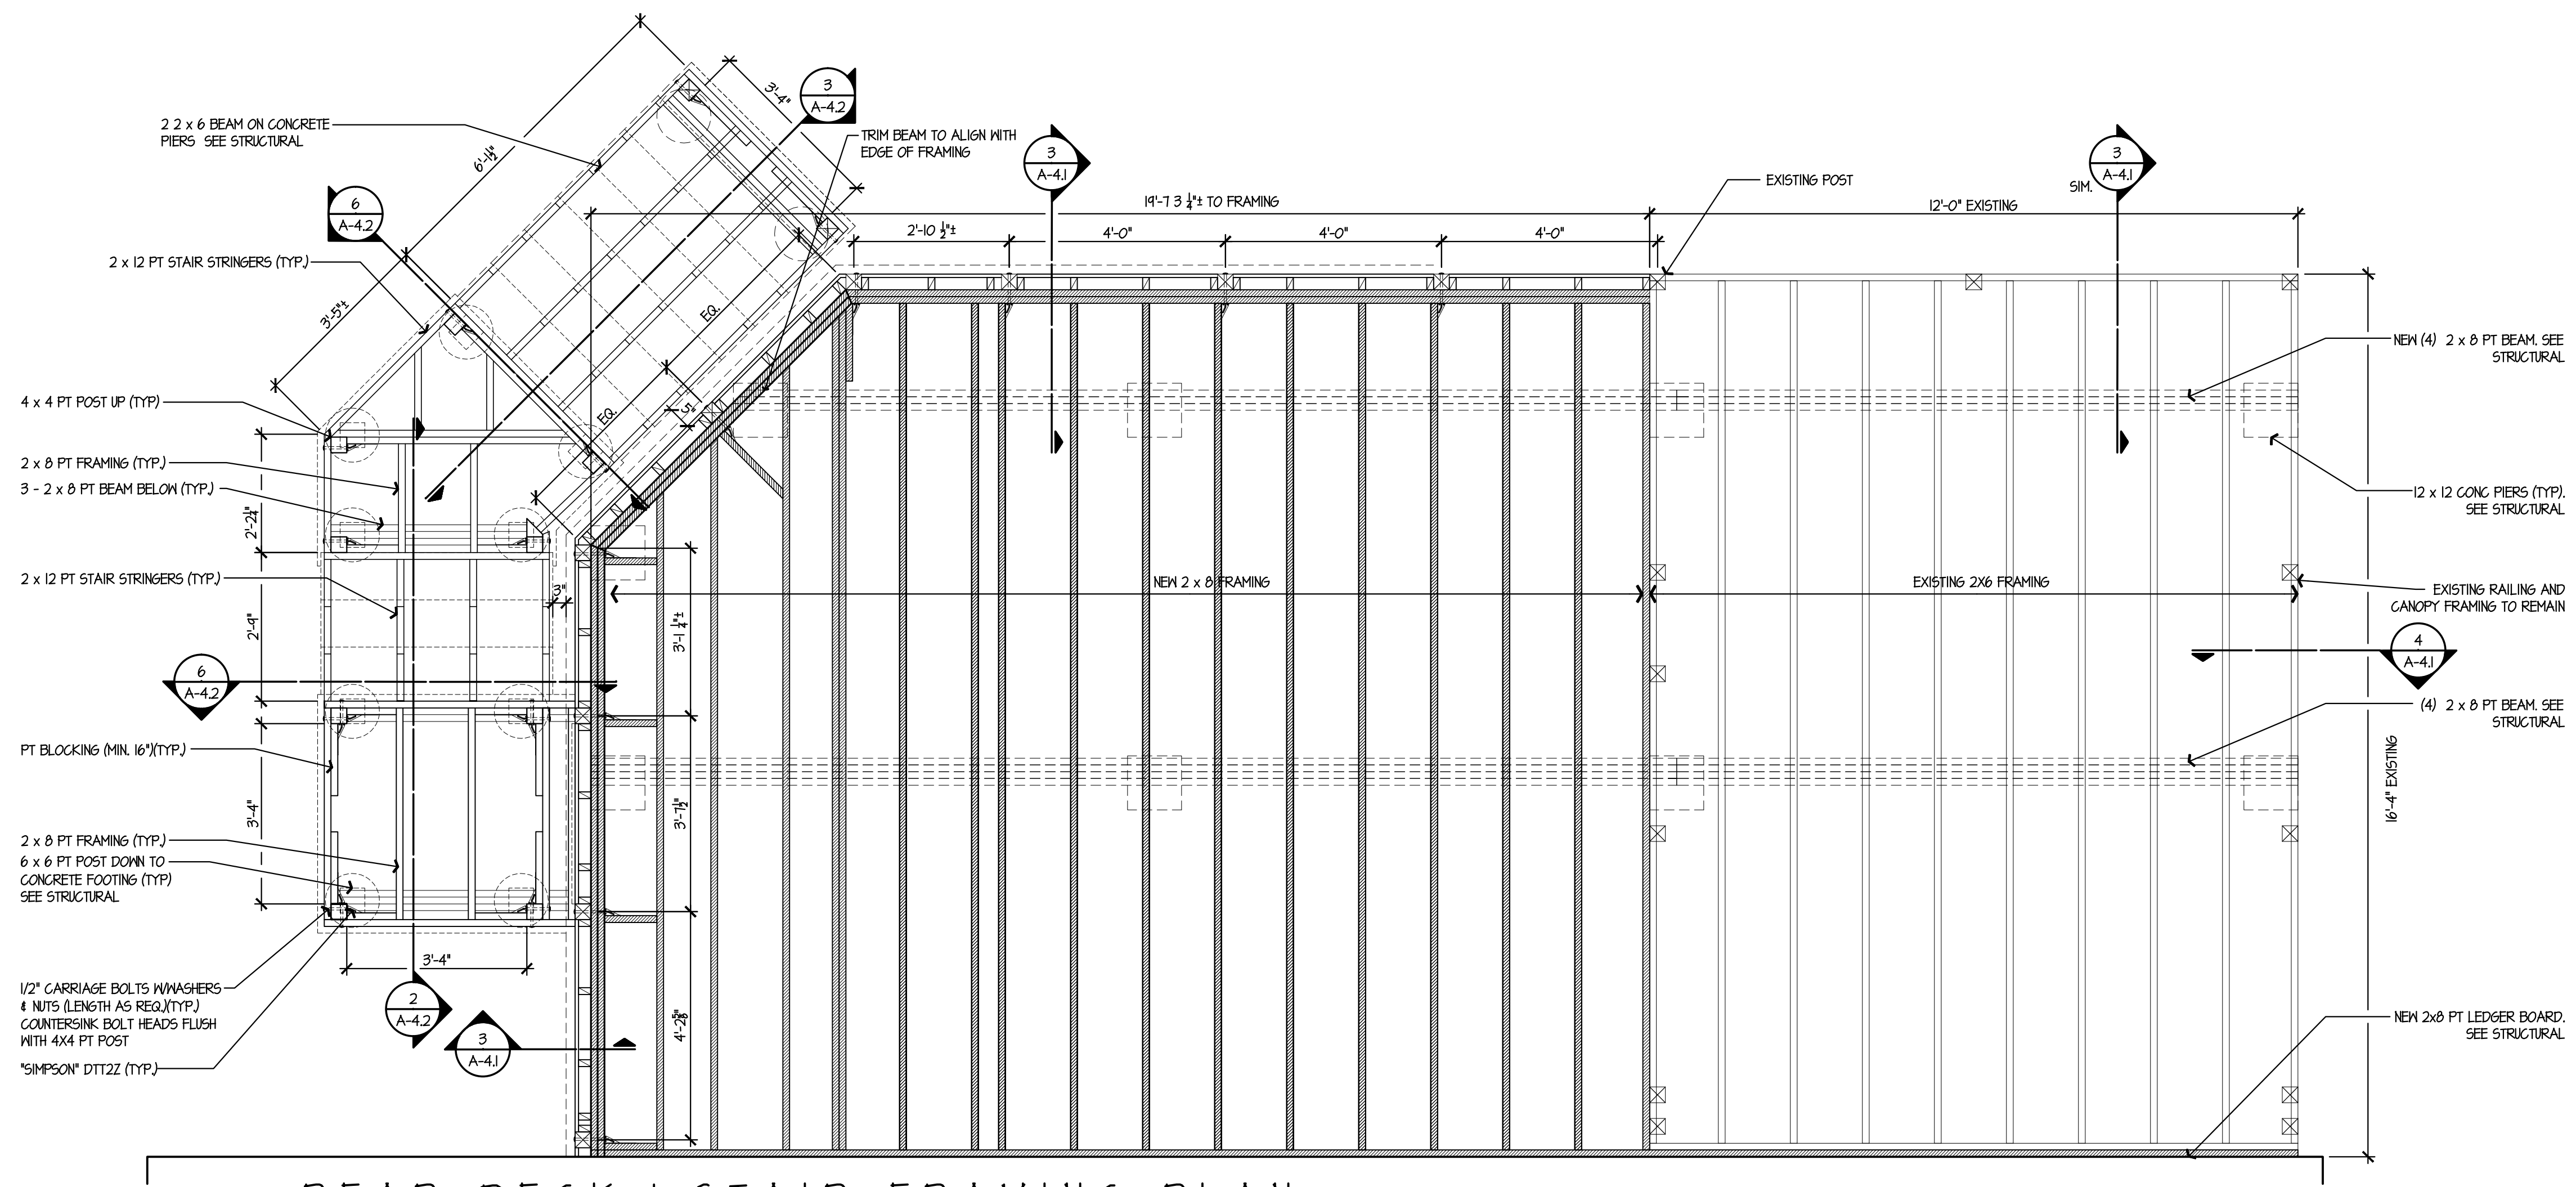 3
A-4.2
3'-4"
2 2 x 6 BEAM ON CONCRETE
PIERS SEE STRUCTURAL
6'-1½"
TRIM BEAM TO ALIGN WITH
EDGE OF FRAMING
3
A-4.1
3
A-4.1
SIM.
EXISTING POST
6
A-4.2
19'-7 3 ¼"± TO FRAMING
12'-0" EXISTING
2'-10 ½"±
4'-0"
4'-0"
4'-0"
2 x 12 PT STAIR STRINGERS (TYP.)
3'-5"±
EQ.
EQ.
5"
NEW (4) 2 x 8 PT BEAM. SEE
STRUCTURAL
4 x 4 PT POST UP (TYP)
2 x 8 PT FRAMING (TYP.)
3 - 2 x 8 PT BEAM BELOW (TYP.)
2'-2¼"
12 x 12 CONC PIERS (TYP).
SEE STRUCTURAL
2 x 12 PT STAIR STRINGERS (TYP.)
3"
NEW 2 x 8 FRAMING
EXISTING 2X6 FRAMING
EXISTING RAILING AND
CANOPY FRAMING TO REMAIN
2'-9"
3'-1 ¼"±
6
A-4.2
4
A-4.1
(4) 2 x 8 PT BEAM. SEE
STRUCTURAL
PT BLOCKING (MIN. 16")(TYP.)
16'-4" EXISTING
3'-4"
3'-7½"
2 x 8 PT FRAMING (TYP.)
6 x 6 PT POST DOWN TO
CONCRETE FOOTING (TYP)
SEE STRUCTURAL
3'-4"
1/2" CARRIAGE BOLTS W/WASHERS
& NUTS (LENGTH AS REQ.)(TYP.)
COUNTERSINK BOLT HEADS FLUSH
WITH 4X4 PT POST
2
A-4.2
3
A-4.1
4'-2⅝"
NEW 2x8 PT LEDGER BOARD.
SEE STRUCTURAL
"SIMPSON" DTT2Z (TYP.)